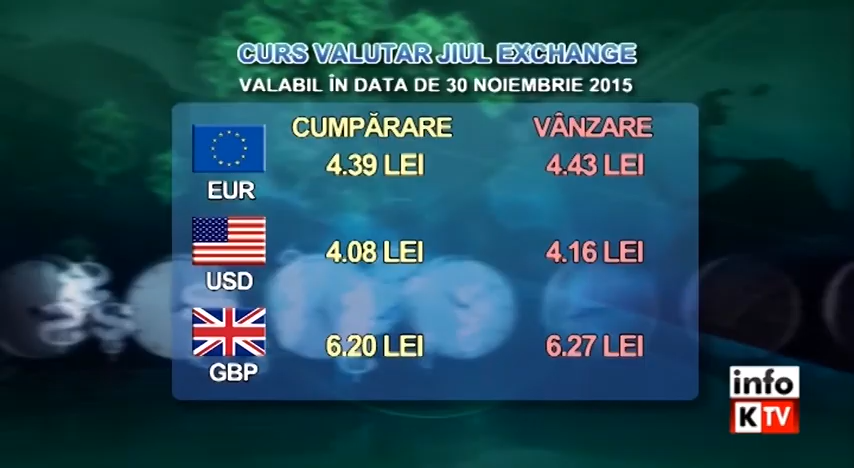 CURS VALUTAR JIUL EXCHANGE
VALABIL ÎN DATA DE 30 NOIEMBRIE 2015
CUMPĂRARE VÂNZARE
4.39 LEI 4.43 LEI
EUR
4.08 LEI 4.16 LEI
USD
6.20 LEI 6.27 LEI
GBP
info
K TV